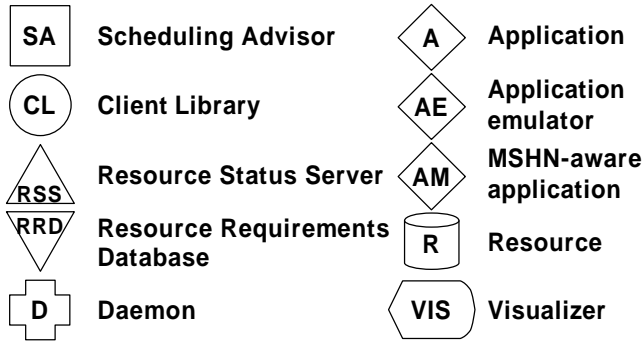 SA Scheduling Advisor
CL Client Library
RSS Resource Status Server
RRD Resource Requirements
Database
D Daemon
A Application
AE Application
emulator
AM MSHN-aware
application
R Resource
VIS Visualizer